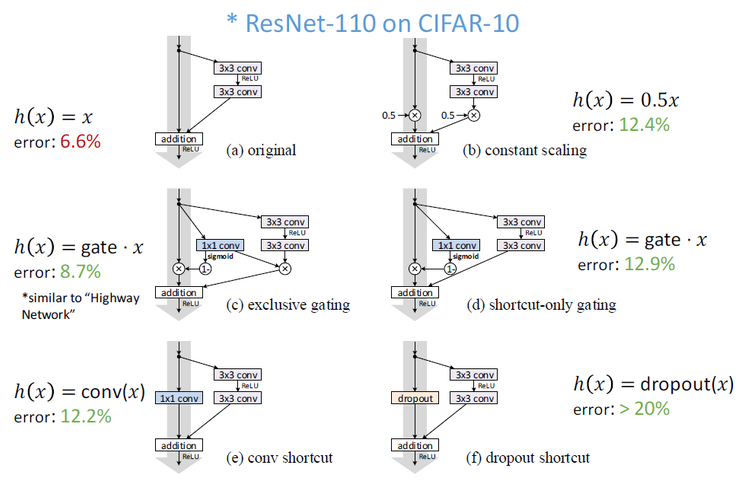 * ResNet-110 on CIFAR-10
h(x) = x
error: 6.6%
3x3 conv
ReLU
3x3 conv
addition
ReLU
(a) original
3x3 conv
ReLU
3x3 conv
0.5
0.5
addition
ReLU
(b) constant scaling
h(x) = 0.5x
error: 12.4%
h(x) = gate · x
error: 8.7%
*similar to “Highway
Network”
3x3 conv
ReLU
1x1 conv
3x3 conv
sigmoid
1-
addition
ReLU
(c) exclusive gating
3x3 conv
ReLU
1x1 conv
3x3 conv
sigmoid
1-
addition
ReLU
(d) shortcut-only gating
h(x) = gate · x
error: 12.9%
h(x) = conv(x)
error: 12.2%
3x3 conv
ReLU
1x1 conv
3x3 conv
addition
ReLU
(e) conv shortcut
3x3 conv
ReLU
dropout
3x3 conv
addition
ReLU
(f) dropout shortcut
h(x) = dropout(x)
error: > 20%